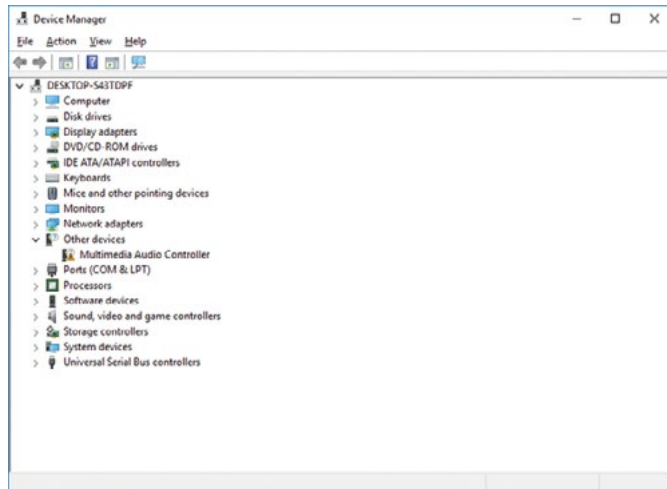 Device Manager
File Action View Help
DESKTOP-S43TDPF
Computer
Disk drives
Display adapters
DVD/CD-ROM drives
IDE ATA/ATAPI controllers
Keyboards
Mice and other pointing devices
Monitors
Network adapters
Other devices
Multimedia Audio Controller
Ports (COM & LPT)
Processors
Software devices
Sound, video and game controllers
Storage controllers
System devices
Universal Serial Bus controllers